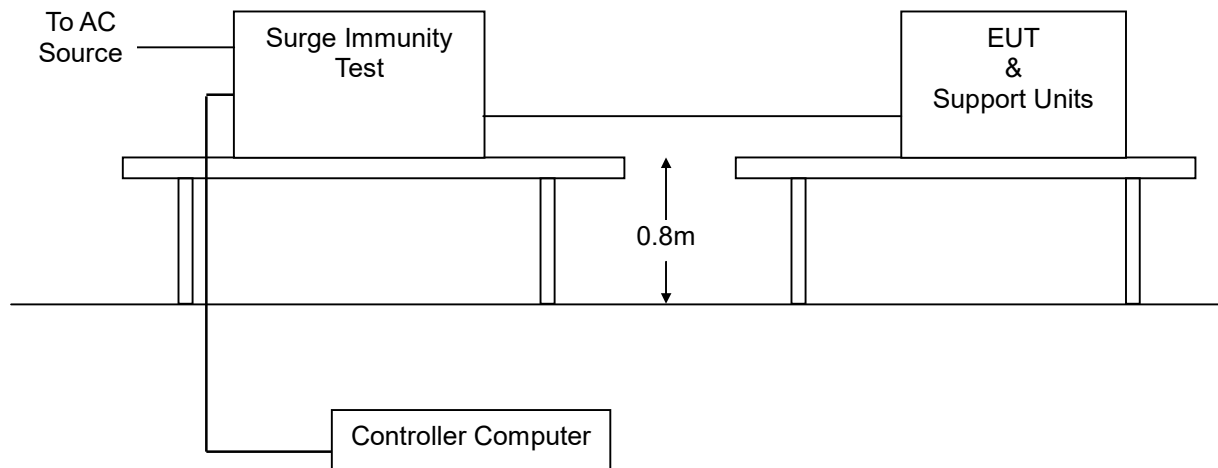 To AC
Source
Surge Immunity
Test
EUT
&
Support Units
0.8m
Controller Computer